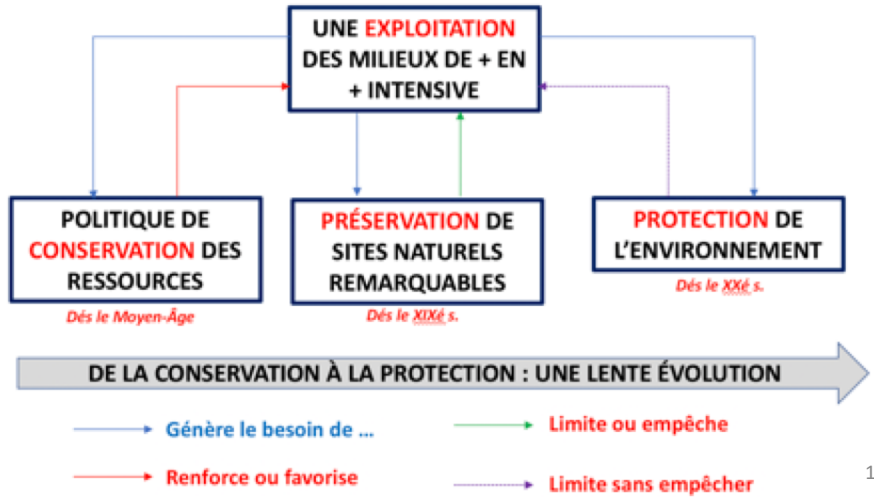 UNE EXPLOITATION
DES MILIEUX DE + EN
+ INTENSIVE
POLITIQUE DE
CONSERVATION DES
RESSOURCES
Dés le Moyen-Âge
PRÉSERVATION DE
SITES NATURELS
REMARQUABLES
Dés le XIXé s.
PROTECTION DE
L'ENVIRONNEMENT
Dés le XXé s.
DE LA CONSERVATION À LA PROTECTION : UNE LENTE ÉVOLUTION
Génère le besoin de ...
Limite ou empêche
Renforce ou favorise
Limite sans empêcher
1